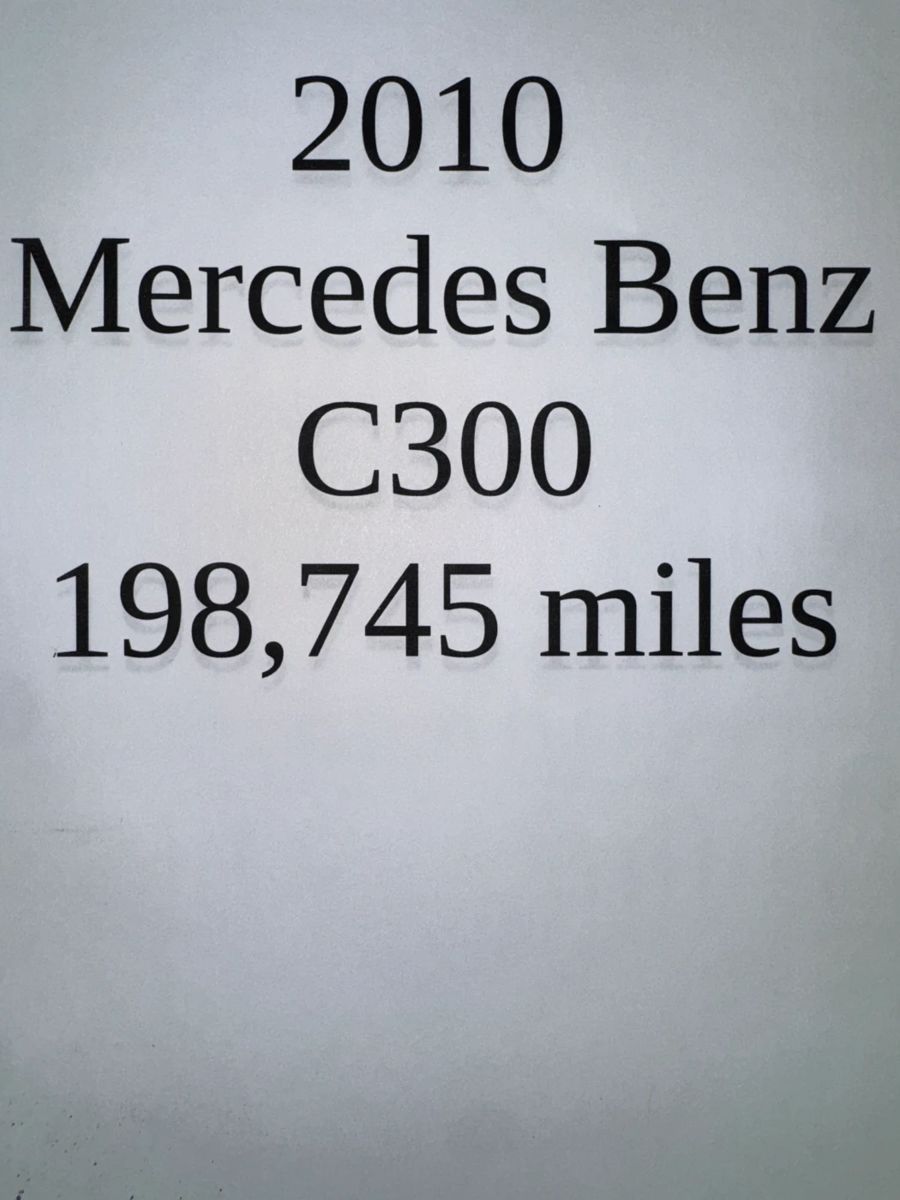 2010
Mercedes Benz
C300
198,745 miles